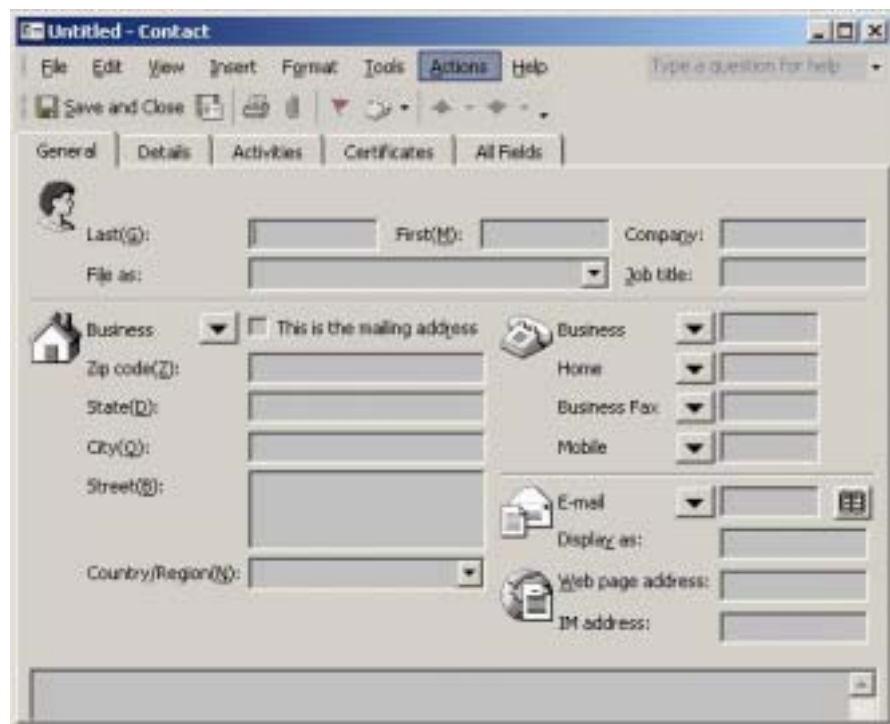 Untitled - Contact
File Edit View Insert Format Tools Actions Help Type a question for help
Save and Close
General Details Activities Certificates All Fields
Last(G): First(M): Company:
File as: Job title:
Business This is the mailing address Business
Zip code(Z): Home
State(D): Business Fax
City(Q): Mobile
Street(B):
E-mail
Display as:
Country/Region(N): Web page address:
IM address: